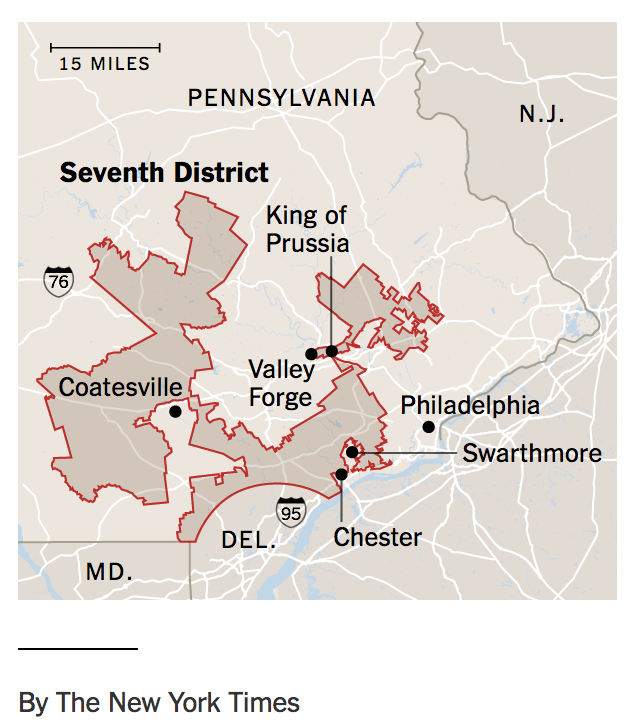 15 MILES
PENNSYLVANIA
N.J.
Seventh District
King of
Prussia
76
Valley
Forge
Coatesville
Philadelphia
Swarthmore
95
DEL.
Chester
MD.
By The New York Times